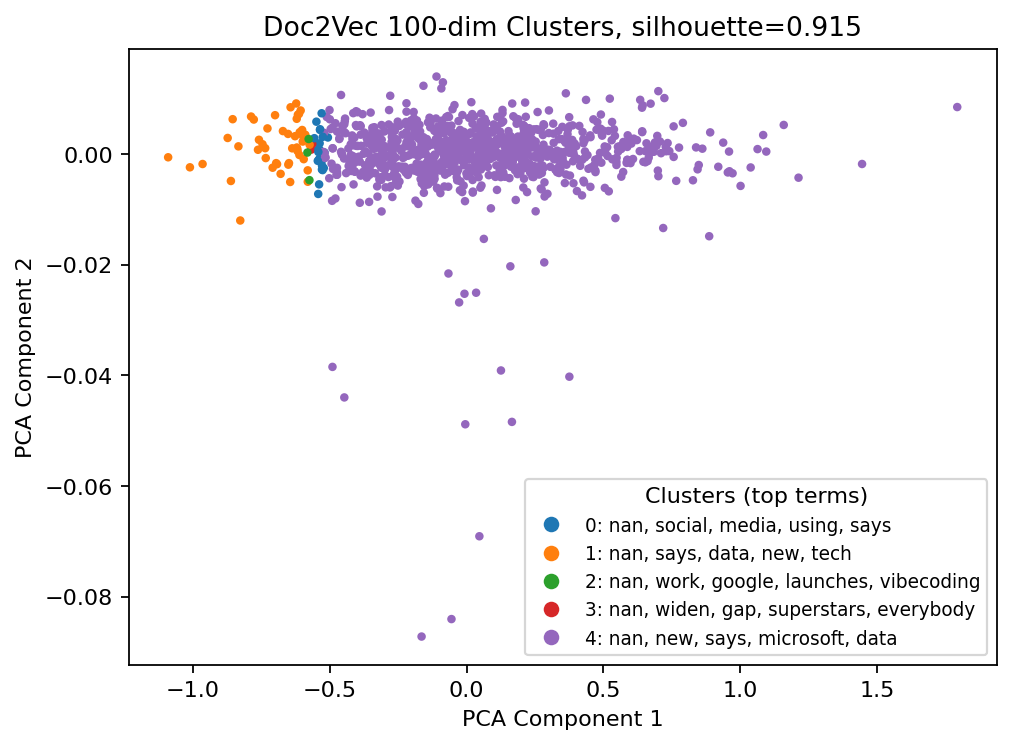 Doc2Vec 100-dim Clusters, silhouette=0.915
PCA Component 2
0.00
−0.02
−0.04
−0.06
−0.08
Clusters (top terms)
0: nan, social, media, using, says
1: nan, says, data, new, tech
2: nan, work, google, launches, vibecoding
3: nan, widen, gap, superstars, everybody
4: nan, new, says, microsoft, data
−1.0 −0.5 0.0 0.5 1.0 1.5
PCA Component 1